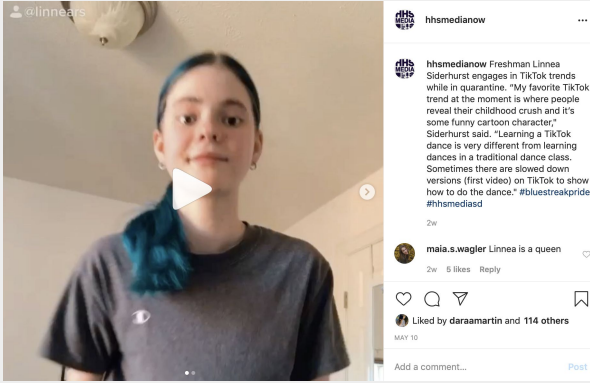 @linnears
hhsmedianow
HHS
MEDIA
HHS
MEDIA
hhsmedianow Freshman Linnea
Siderhurst engages in TikTok trends
while in quarantine. “My favorite TikTok
trend at the moment is where people
reveal their childhood crush and it's
some funny cartoon character,"
Siderhurst said. “Learning a TikTok
dance is very different from learning
dances in a traditional dance class.
Sometimes there are slowed down
versions (first video) on TikTok to show
how to do the dance." #bluestreakpride
#hhsmediasd
2w
maia.s.wagler Linnea is a queen
2w 5 likes Reply
Liked by daraamartin and 114 others
MAY 10
Add a comment... Post